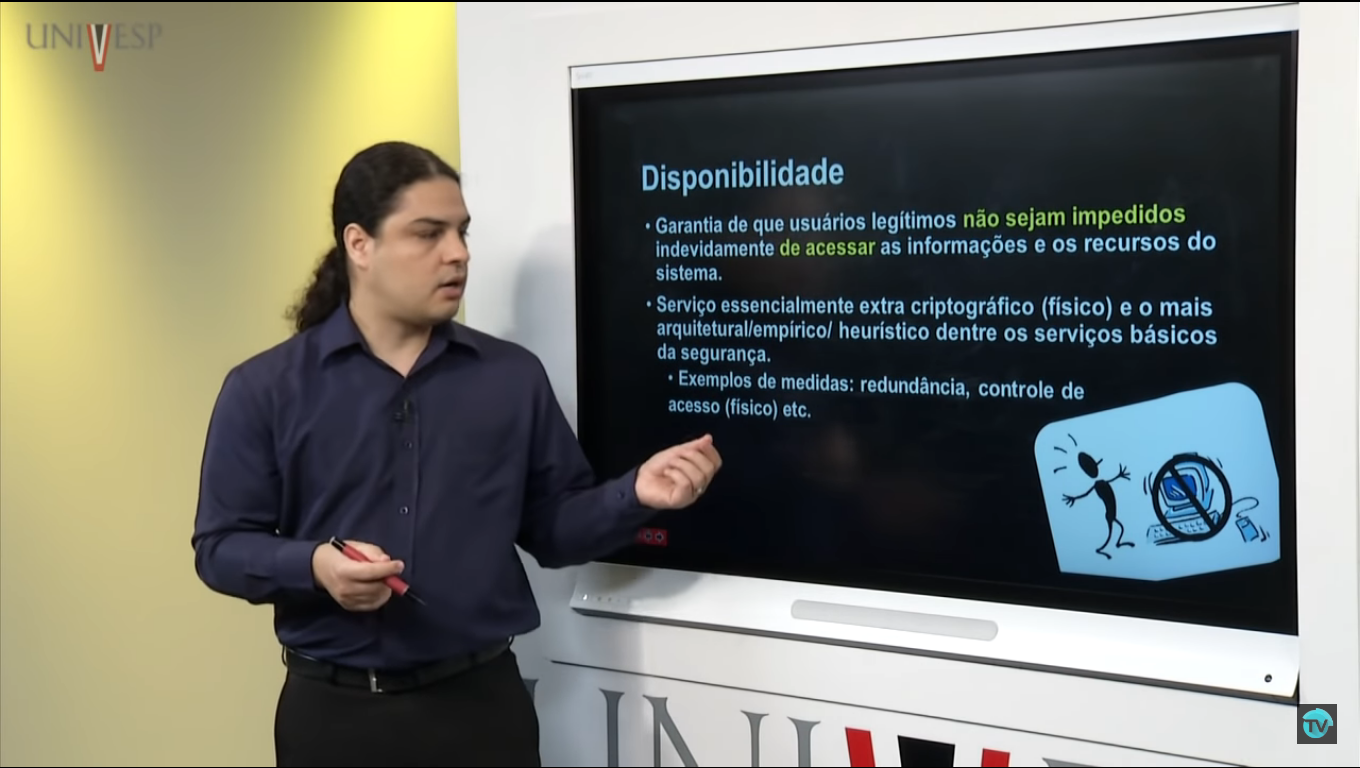 UNIVESP
Disponibilidade
• Garantia de que usuários legítimos não sejam impedidos
indevidamente de acessar as informações e os recursos do
sistema.
• Serviço essencialmente extra criptográfico (físico) e o mais
arquitetural/empírico/ heurístico dentre os serviços básicos
da segurança.
• Exemplos de medidas: redundância, controle de
acesso (físico) etc.
UNIV
TV